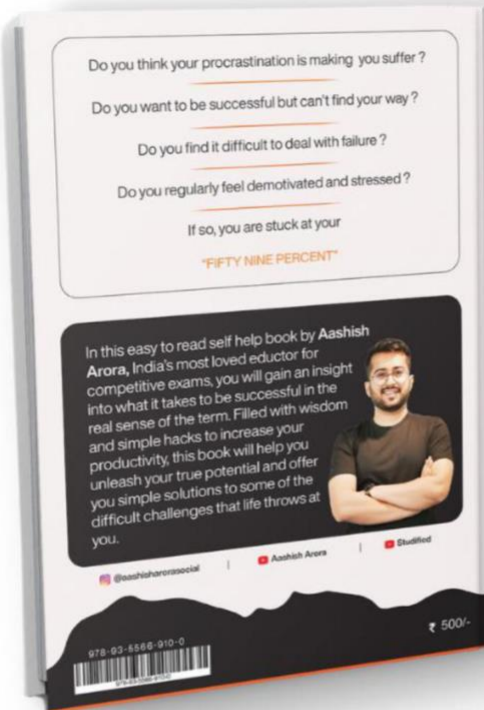 Do you think your procrastination is making you suffer ?
Do you want to be successful but can't find your way ?
Do you find it difficult to deal with failure ?
Do you regularly feel demotivated and stressed ?
If so, you are stuck at your
"FIFTY NINE PERCENT"
In this easy to read self help book by Aashish
Arora, India's most loved eductor for
competitive exams, you will gain an insight
into what it takes to be successful in the
real sense of the term. Filled with wisdom
and simple hacks to increase your
productivity, this book will help you
unleash your true potential and offer
you simple solutions to some of the
difficult challenges that life throws at
you.
@aashisharorasocial | Aashish Arora | Studified
978-93-5566-910-0
₹ 500/-
978-93-5566-910-0